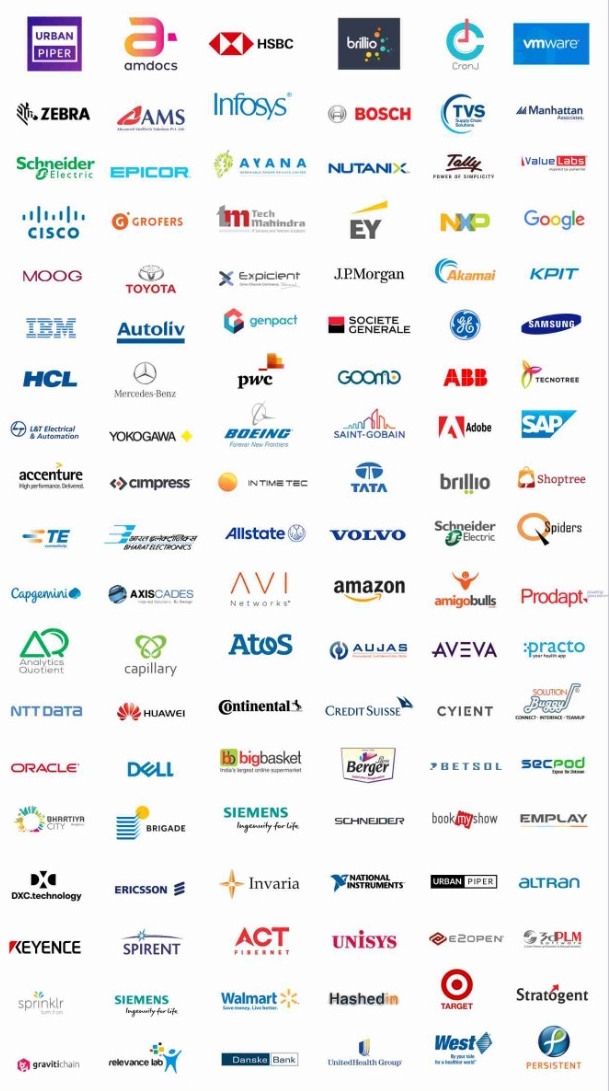 URBAN
PIPER
amdocs
HSBC
brillio
CronJ
vmware
ZEBRA
AMS
Infosys
BOSCH
TVS
Supply Chain
Solutions
Manhattan
Associates
Schneider
Electric
EPICOR
AYANA
NUTANIX
Tally
POWER OF SIMPLICITY
ValueLabs
CISCO
GROFERS
tm Tech
Mahindra
EY
NXP
Google
MOOG
TOYOTA
Expicient
J.P.Morgan
Akamai
KPIT
IBM
Autoliv
genpact
SOCIETE
GENERALE
GE
SAMSUNG
HCL
Mercedes-Benz
pwc
GOOMO
ABB
TECNOTREE
L&T Electrical
& Automation
YOKOGAWA
BOEING
Forever New Frontiers
SAINT-GOBAIN
Adobe
SAP
accenture
High performance. Delivered.
cimpress
INTIMETEC
TATA
brillio
Shoptree
TE
connectivity
भारत इलेक्ट्रॉनिक्स
BHARAT ELECTRONICS
Allstate
VOLVO
Schneider
Electric
QSpiders
Capgemini
AXISCADES
AVI
Networks
amazon
amigobulls
Prodapt
AQ
Analytics
Quotient
capillary
Atos
AUJAS
AVEVA
practo
your health app
NTT DATA
HUAWEI
Continental
CREDIT SUISSE
CYIENT
SOLUTION
Buggy
CONNECT - INTERFACE - TEAMUP
ORACLE
DELL
bb bigbasket
India's largest online supermarket
Berger
BETSOL
secpod
BHARTIYA
CITY
BRIGADE
SIEMENS
Ingenuity for life
SCHNEIDER
bookmyshow
EMPLAY
DXC.technology
ERICSSON
Invaria
NATIONAL
INSTRUMENTS
URBAN PIPER
ALTRAN
KEYENCE
SPIRENT
ACT
FIBERNET
UNISYS
E2OPEN
3dPLM
Software
sprinklr
SIEMENS
Ingenuity for life
Walmart
Save money. Live better.
Hashedin
TARGET
Stratogent
gravitichain
relevance lab
Danske Bank
UnitedHealth Group
West
By your side
for a healthier world
PERSISTENT